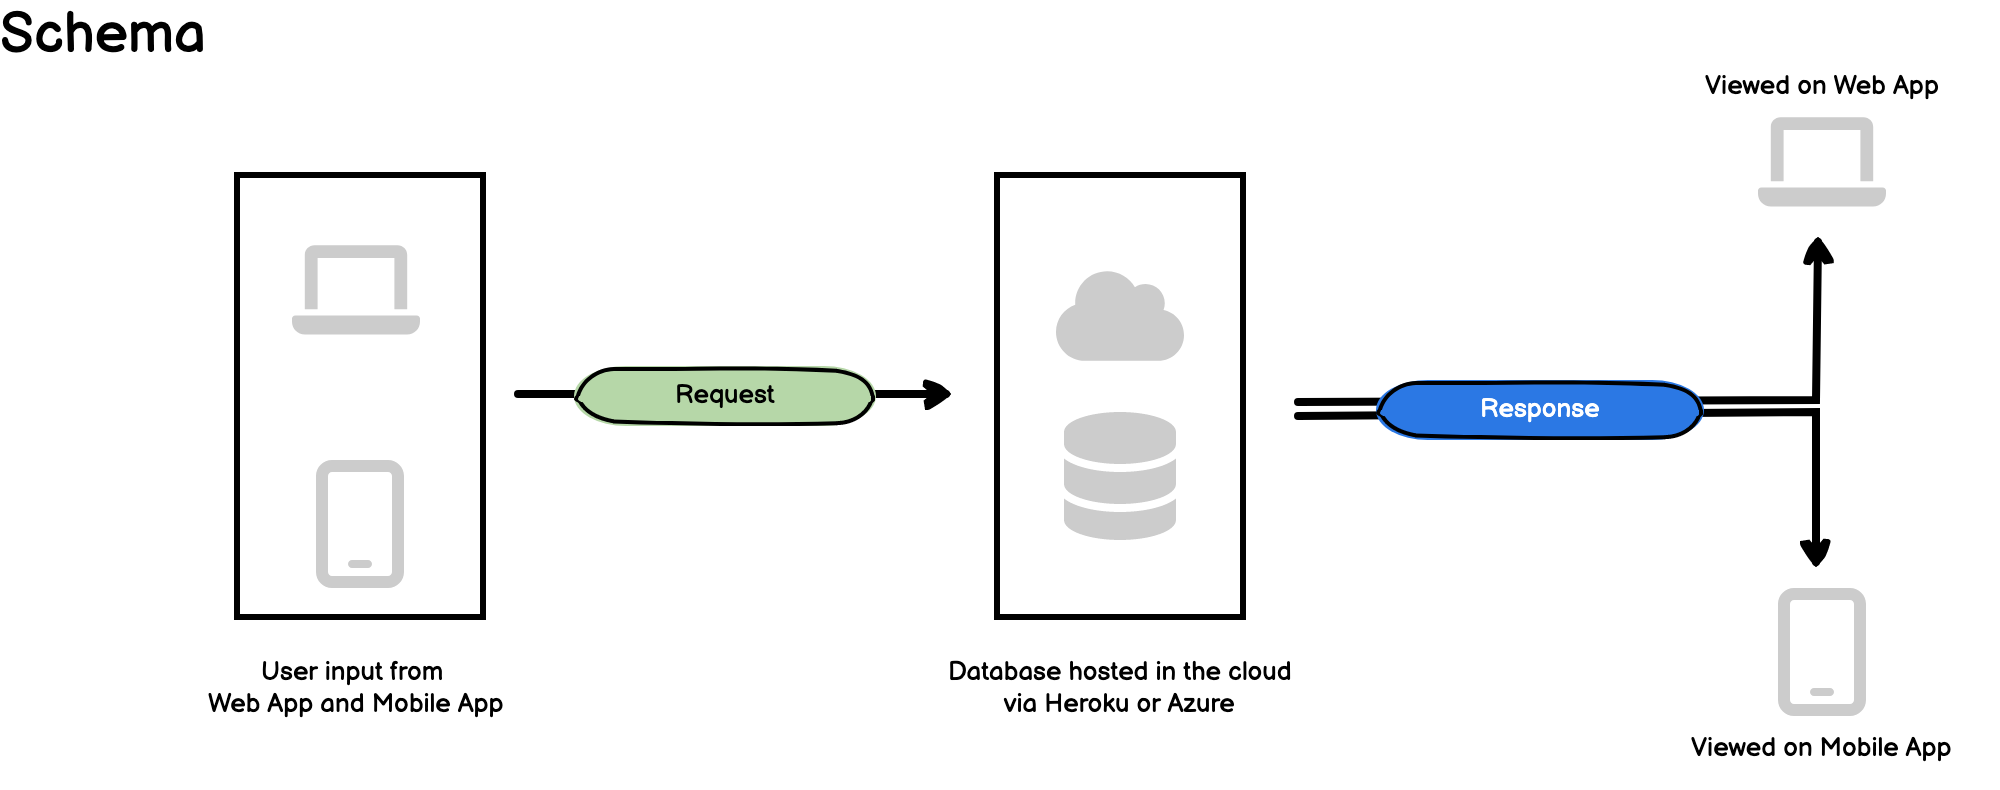 Schema
Viewed on Web App
Request
Response
User input from
Web App and Mobile App
Database hosted in the cloud
via Heroku or Azure
Viewed on Mobile App